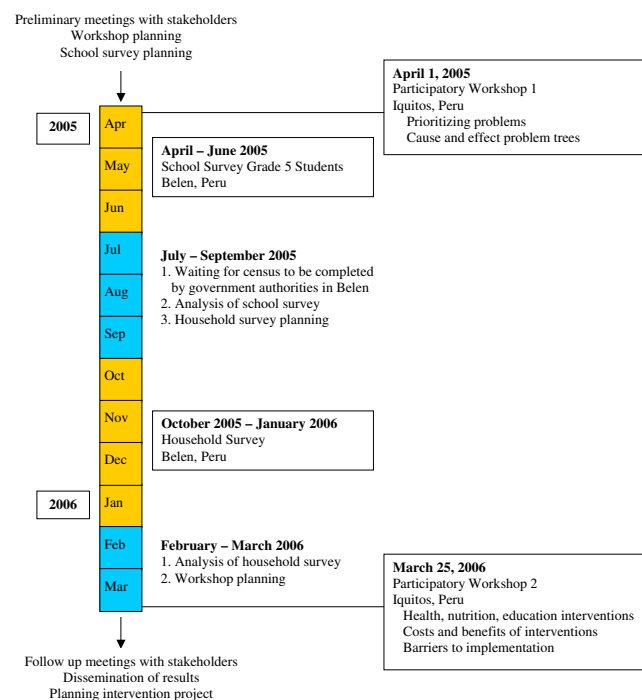 Preliminary meetings with stakeholders
Workshop planning
School survey planning
April 1, 2005
Participatory Workshop 1
Iquitos, Peru
Prioritizing problems
Cause and effect problem trees
2005
Apr
May
Jun
Jul
Aug
Sep
Oct
Nov
Dec
2006
Jan
Feb
Mar
April – June 2005
School Survey Grade 5 Students
Belen, Peru
July – September 2005
1. Waiting for census to be completed
by government authorities in Belen
2. Analysis of school survey
3. Household survey planning
October 2005 – January 2006
Household Survey
Belen, Peru
February – March 2006
1. Analysis of household survey
2. Workshop planning
March 25, 2006
Participatory Workshop 2
Iquitos, Peru
Health, nutrition, education interventions
Costs and benefits of interventions
Barriers to implementation
Follow up meetings with stakeholders
Dissemination of results
Planning intervention project